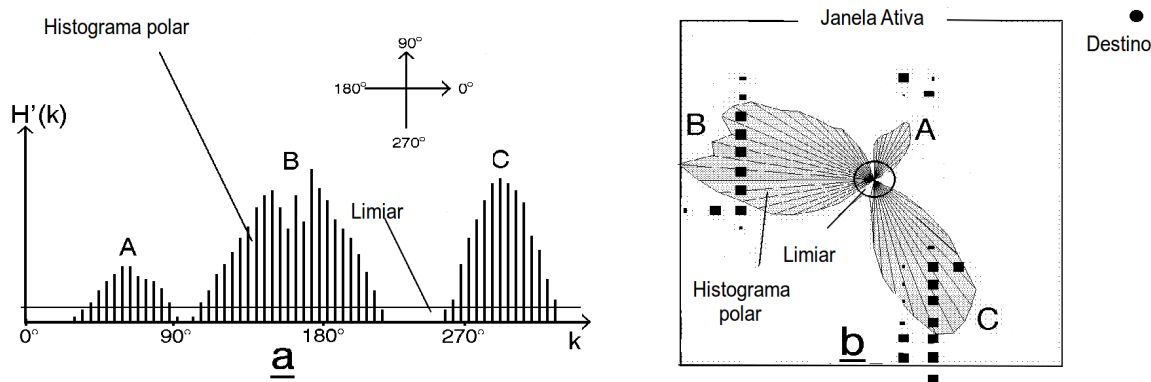 Histograma polar
90°
180°
0°
270°
H'(k)
A
B
C
Limiar
0°
90°
180°
270°
k
a
Janela Ativa
Destino
B
A
Limiar
Histograma
polar
C
b